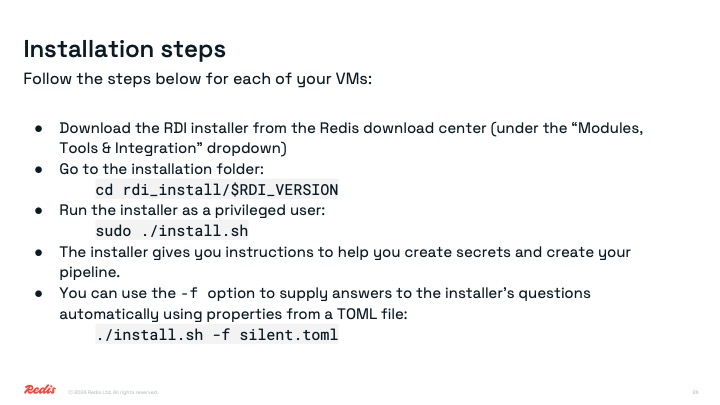 Installation steps
Follow the steps below for each of your VMs:
● Download the RDI installer from the Redis download center (under the “Modules,
Tools & Integration” dropdown)
● Go to the installation folder:
cd rdi_install/$RDI_VERSION
● Run the installer as a privileged user:
sudo ./install.sh
● The installer gives you instructions to help you create secrets and create your
pipeline.
● You can use the -f option to supply answers to the installer’s questions
automatically using properties from a TOML file:
./install.sh -f silent.toml
Redis
© 2024 Redis Ltd. All rights reserved.